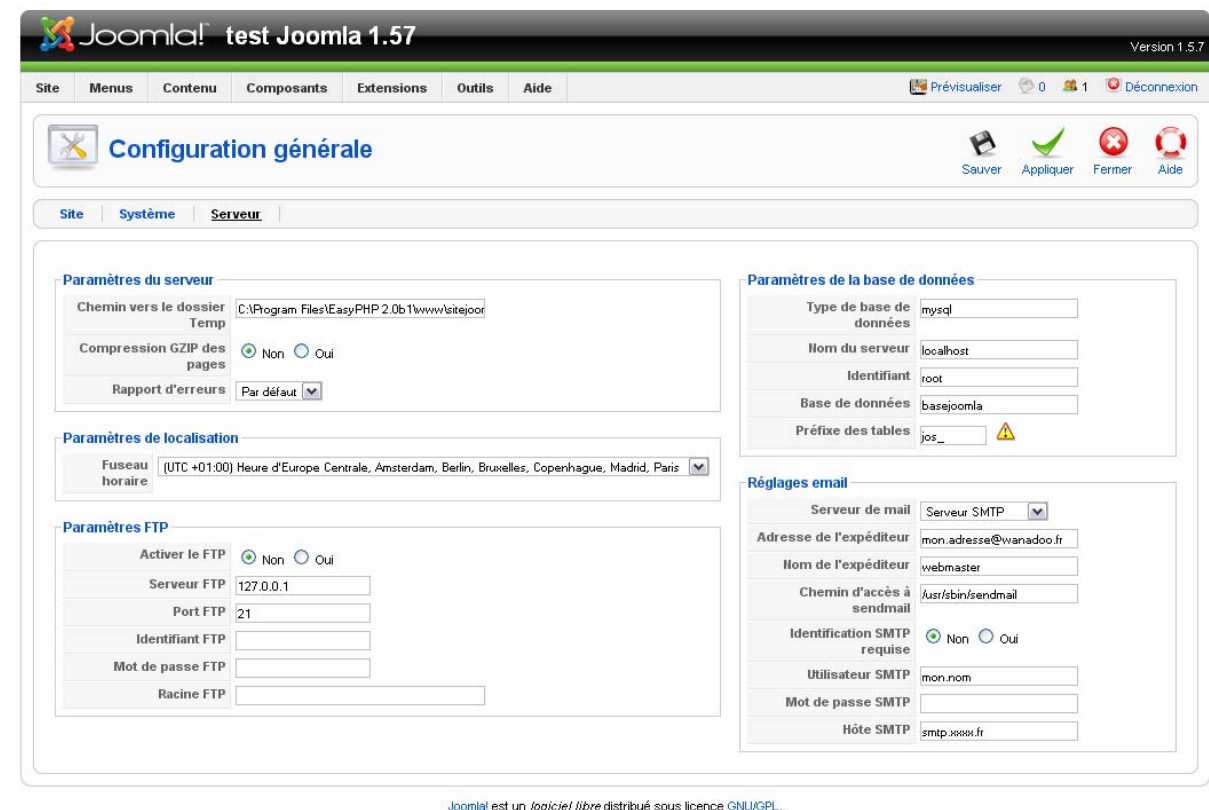 Joomla! test Joomla 1.57
Version 1.5.7
Site Menus Contenu Composants Extensions Outils Aide Prévisualiser 0 1 Déconnexion
Configuration générale
Sauver Appliquer Fermer Aide
Site Système Serveur
Paramètres du serveur
Chemin vers le dossier Temp C:\Program Files\EasyPHP 2.0b1\www\sitejoor
Compression GZIP des pages Non Oui
Rapport d'erreurs Par défaut
Paramètres de localisation
Fuseau horaire (UTC +01:00) Heure d'Europe Centrale, Amsterdam, Berlin, Bruxelles, Copenhague, Madrid, Paris
Paramètres FTP
Activer le FTP Non Oui
Serveur FTP 127.0.0.1
Port FTP 21
Identifiant FTP
Mot de passe FTP
Racine FTP
Paramètres de la base de données
Type de base de données mysql
Nom du serveur localhost
Identifiant root
Base de données basejoomla
Préfixe des tables jos_
Réglages email
Serveur de mail Serveur SMTP
Adresse de l'expéditeur mon.adresse@wanadoo.fr
Nom de l'expéditeur webmaster
Chemin d'accès à sendmail /usr/sbin/sendmail
Identification SMTP requise Non Oui
Utilisateur SMTP mon.nom
Mot de passe SMTP
Hôte SMTP smtp.xxxx.fr
Joomla! est un logiciel libre distribué sous licence GNU/GPL.